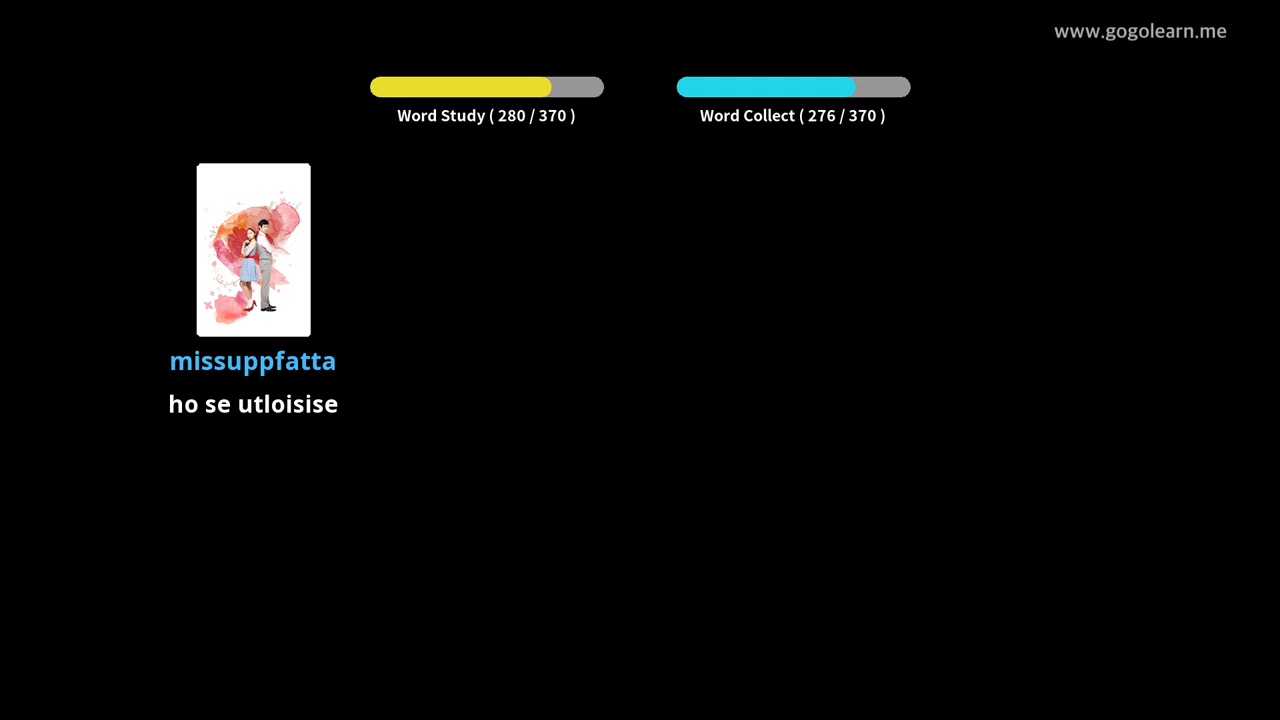 www.gogolearn.me
Word Study ( 280 / 370 )
Word Collect ( 276 / 370 )
missuppfatta
ho se utloisise